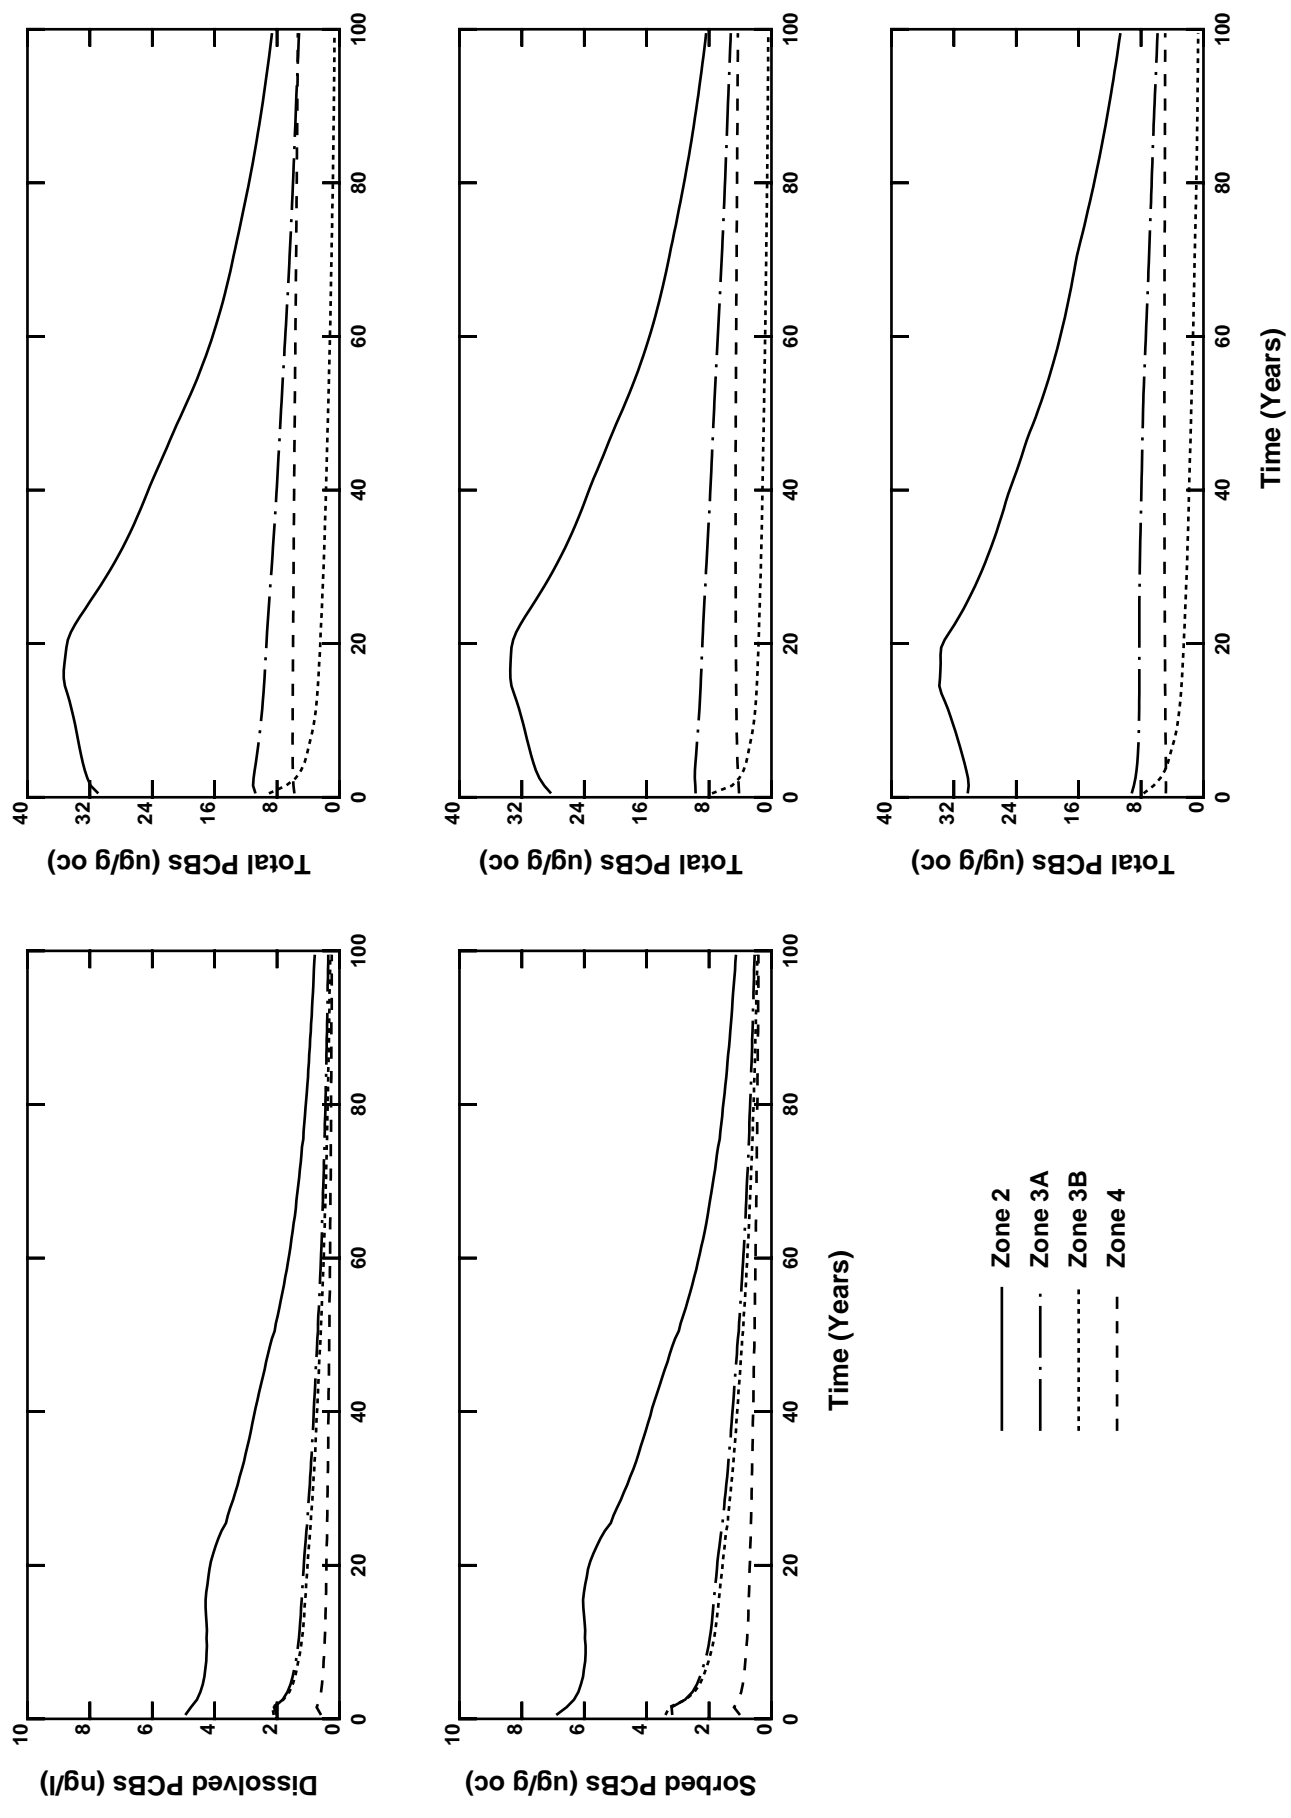 Dissolved PCBs (ng/l)
10
8
6
4
2
0
0 20 40 60 80 100
Total PCBs (ug/g oc)
40
32
24
16
8
0
0 20 40 60 80 100
Sorbed PCBs (ug/g oc)
10
8
6
4
2
0
0 20 40 60 80 100
Time (Years)
Total PCBs (ug/g oc)
40
32
24
16
8
0
0 20 40 60 80 100
Zone 2
Zone 3A
Zone 3B
Zone 4
Total PCBs (ug/g oc)
40
32
24
16
8
0
0 20 40 60 80 100
Time (Years)